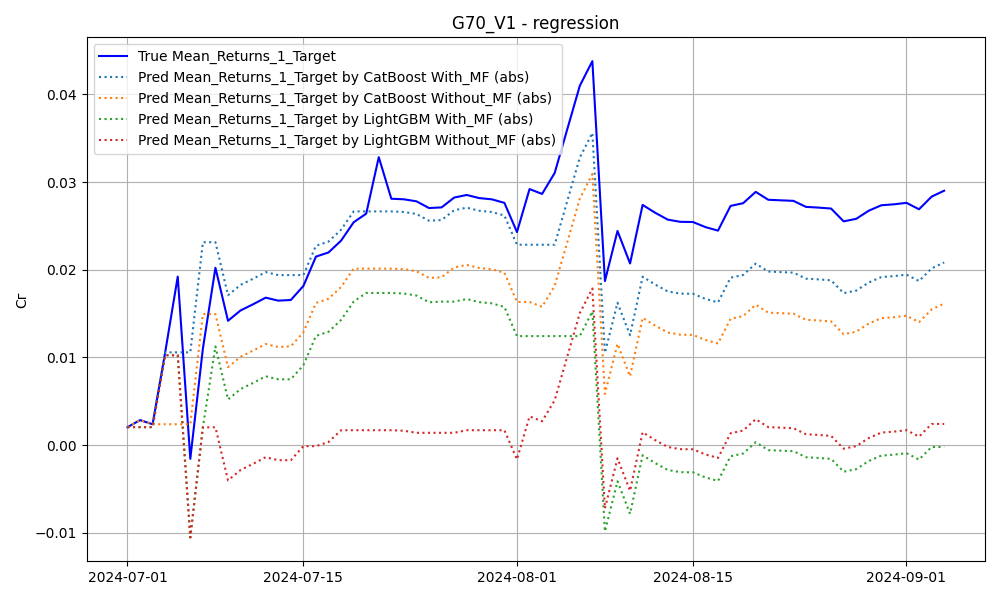 G70_V1 - regression
True Mean_Returns_1_Target
Pred Mean_Returns_1_Target by CatBoost With_MF (abs)
Pred Mean_Returns_1_Target by CatBoost Without_MF (abs)
Pred Mean_Returns_1_Target by LightGBM With_MF (abs)
Pred Mean_Returns_1_Target by LightGBM Without_MF (abs)
0.04
0.03
0.02
0.01
0.00
−0.01
Cr
2024-07-01
2024-07-15
2024-08-01
2024-08-15
2024-09-01